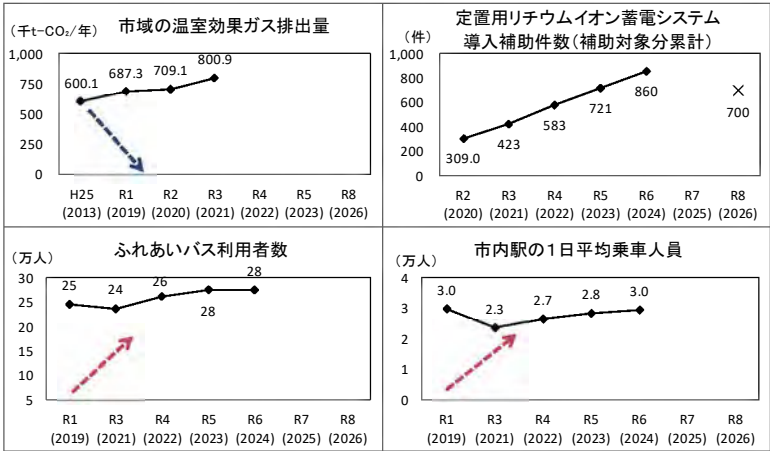 市域の温室効果ガス排出量
（千t-CO₂/年）
1,000
750
500
250
0
600.1
687.3
709.1
800.9
H25 R1 R2 R3 R4 R5 R8
(2013) (2019) (2020) (2021) (2022) (2023) (2026)
定置用リチウムイオン蓄電システム
導入補助件数（補助対象分累計）
（件）
1,000
800
600
400
200
0
309.0
423
583
721
860
×
700
R2 R3 R4 R5 R6 R7 R8
(2020) (2021) (2022) (2023) (2024) (2025) (2026)
ふれあいバス利用者数
（万人）
30
25
20
15
10
5
25
24
26
28
28
R1 R3 R4 R5 R6 R7 R8
(2019) (2021) (2022) (2023) (2024) (2025) (2026)
市内駅の１日平均乗車人員
（万人）
4
3
2
1
0
3.0
2.3
2.7
2.8
3.0
R1 R3 R4 R5 R6 R7 R8
(2019) (2021) (2022) (2023) (2024) (2025) (2026)